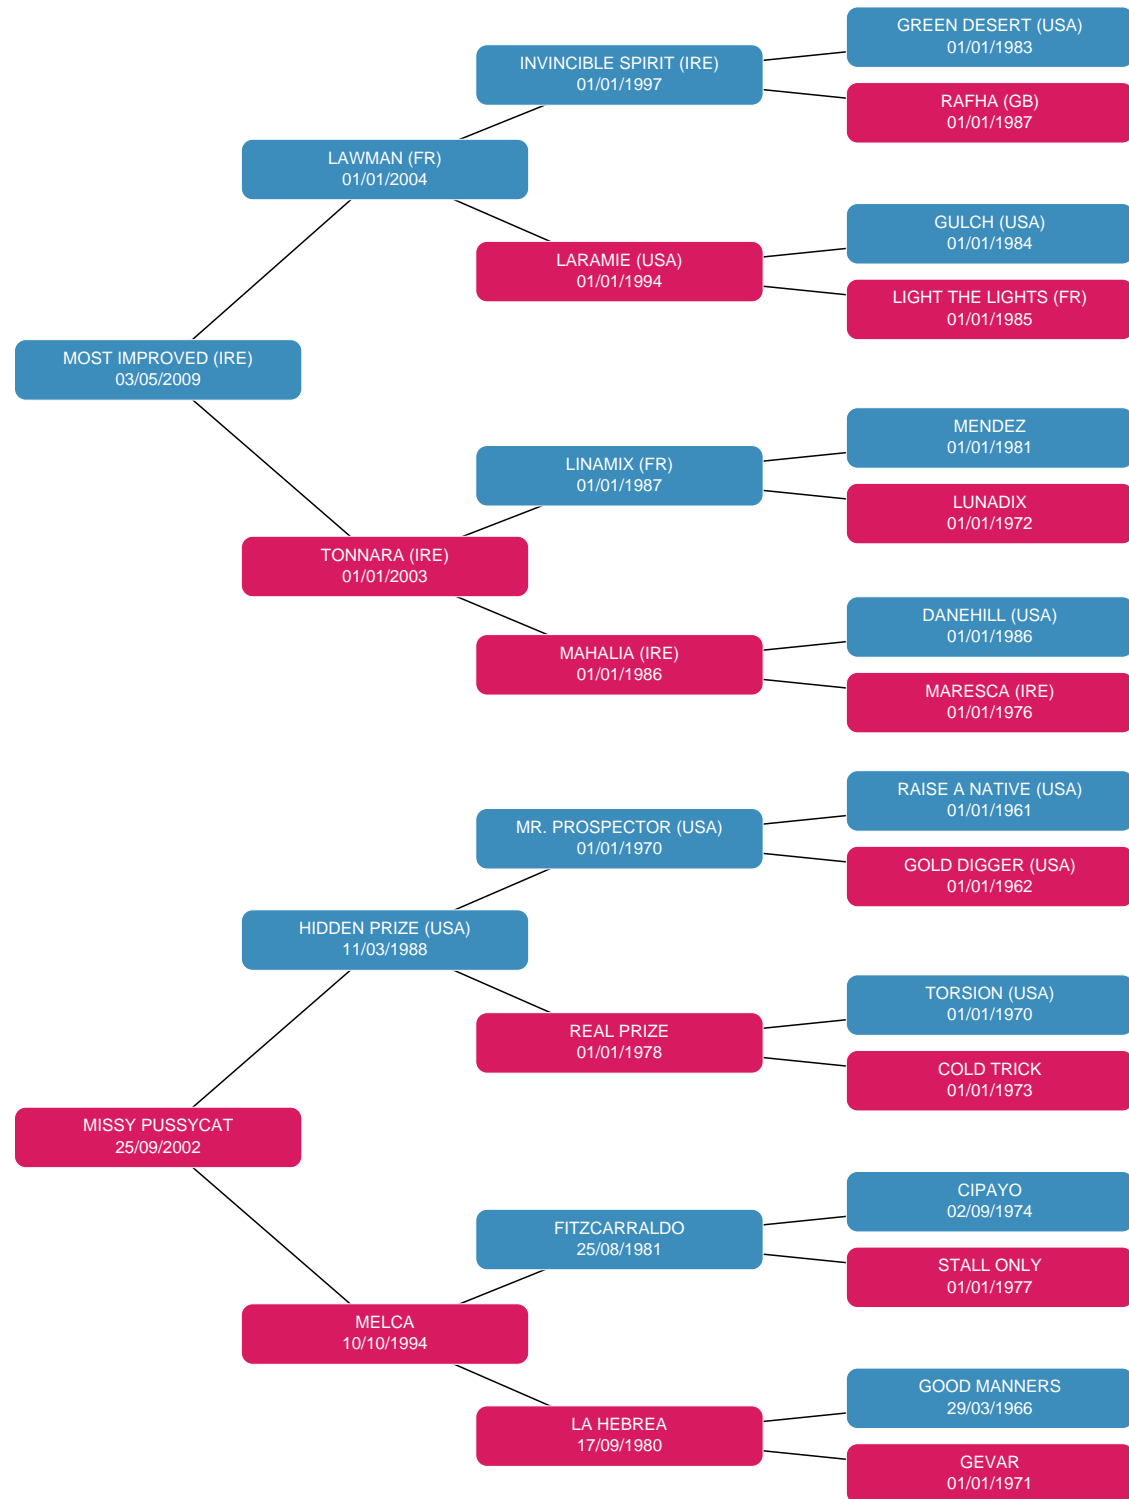 GREEN DESERT (USA)
01/01/1983
INVINCIBLE SPIRIT (IRE)
01/01/1997
RAFHA (GB)
01/01/1987
LAWMAN (FR)
01/01/2004
GULCH (USA)
01/01/1984
LARAMIE (USA)
01/01/1994
LIGHT THE LIGHTS (FR)
01/01/1985
MOST IMPROVED (IRE)
03/05/2009
MENDEZ
01/01/1981
LINAMIX (FR)
01/01/1987
LUNADIX
01/01/1972
TONNARA (IRE)
01/01/2003
DANEHILL (USA)
01/01/1986
MAHALIA (IRE)
01/01/1986
MARESCA (IRE)
01/01/1976
RAISE A NATIVE (USA)
01/01/1961
MR. PROSPECTOR (USA)
01/01/1970
GOLD DIGGER (USA)
01/01/1962
HIDDEN PRIZE (USA)
11/03/1988
TORSION (USA)
01/01/1970
REAL PRIZE
01/01/1978
COLD TRICK
01/01/1973
MISSY PUSSYCAT
25/09/2002
CIPAYO
02/09/1974
FITZCARRALDO
25/08/1981
STALL ONLY
01/01/1977
MELCA
10/10/1994
GOOD MANNERS
29/03/1966
LA HEBREA
17/09/1980
GEVAR
01/01/1971